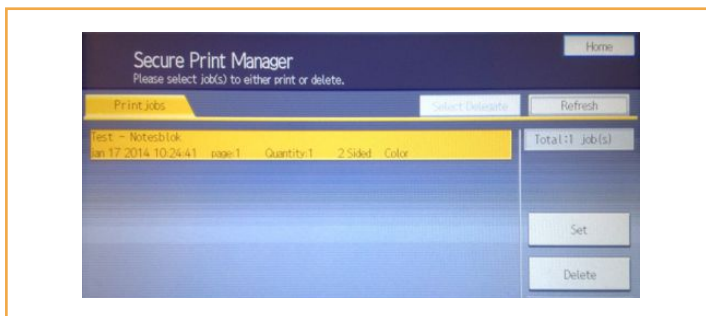 Home
Secure Print Manager
Please select job(s) to either print or delete.
Print jobs
Select Delegate
Refresh
Test - Notesblok
Total:1 job(s)
Jan 17 2014 10:24:41 page:1 Quantity:1 2 Sided Color
Set
Delete